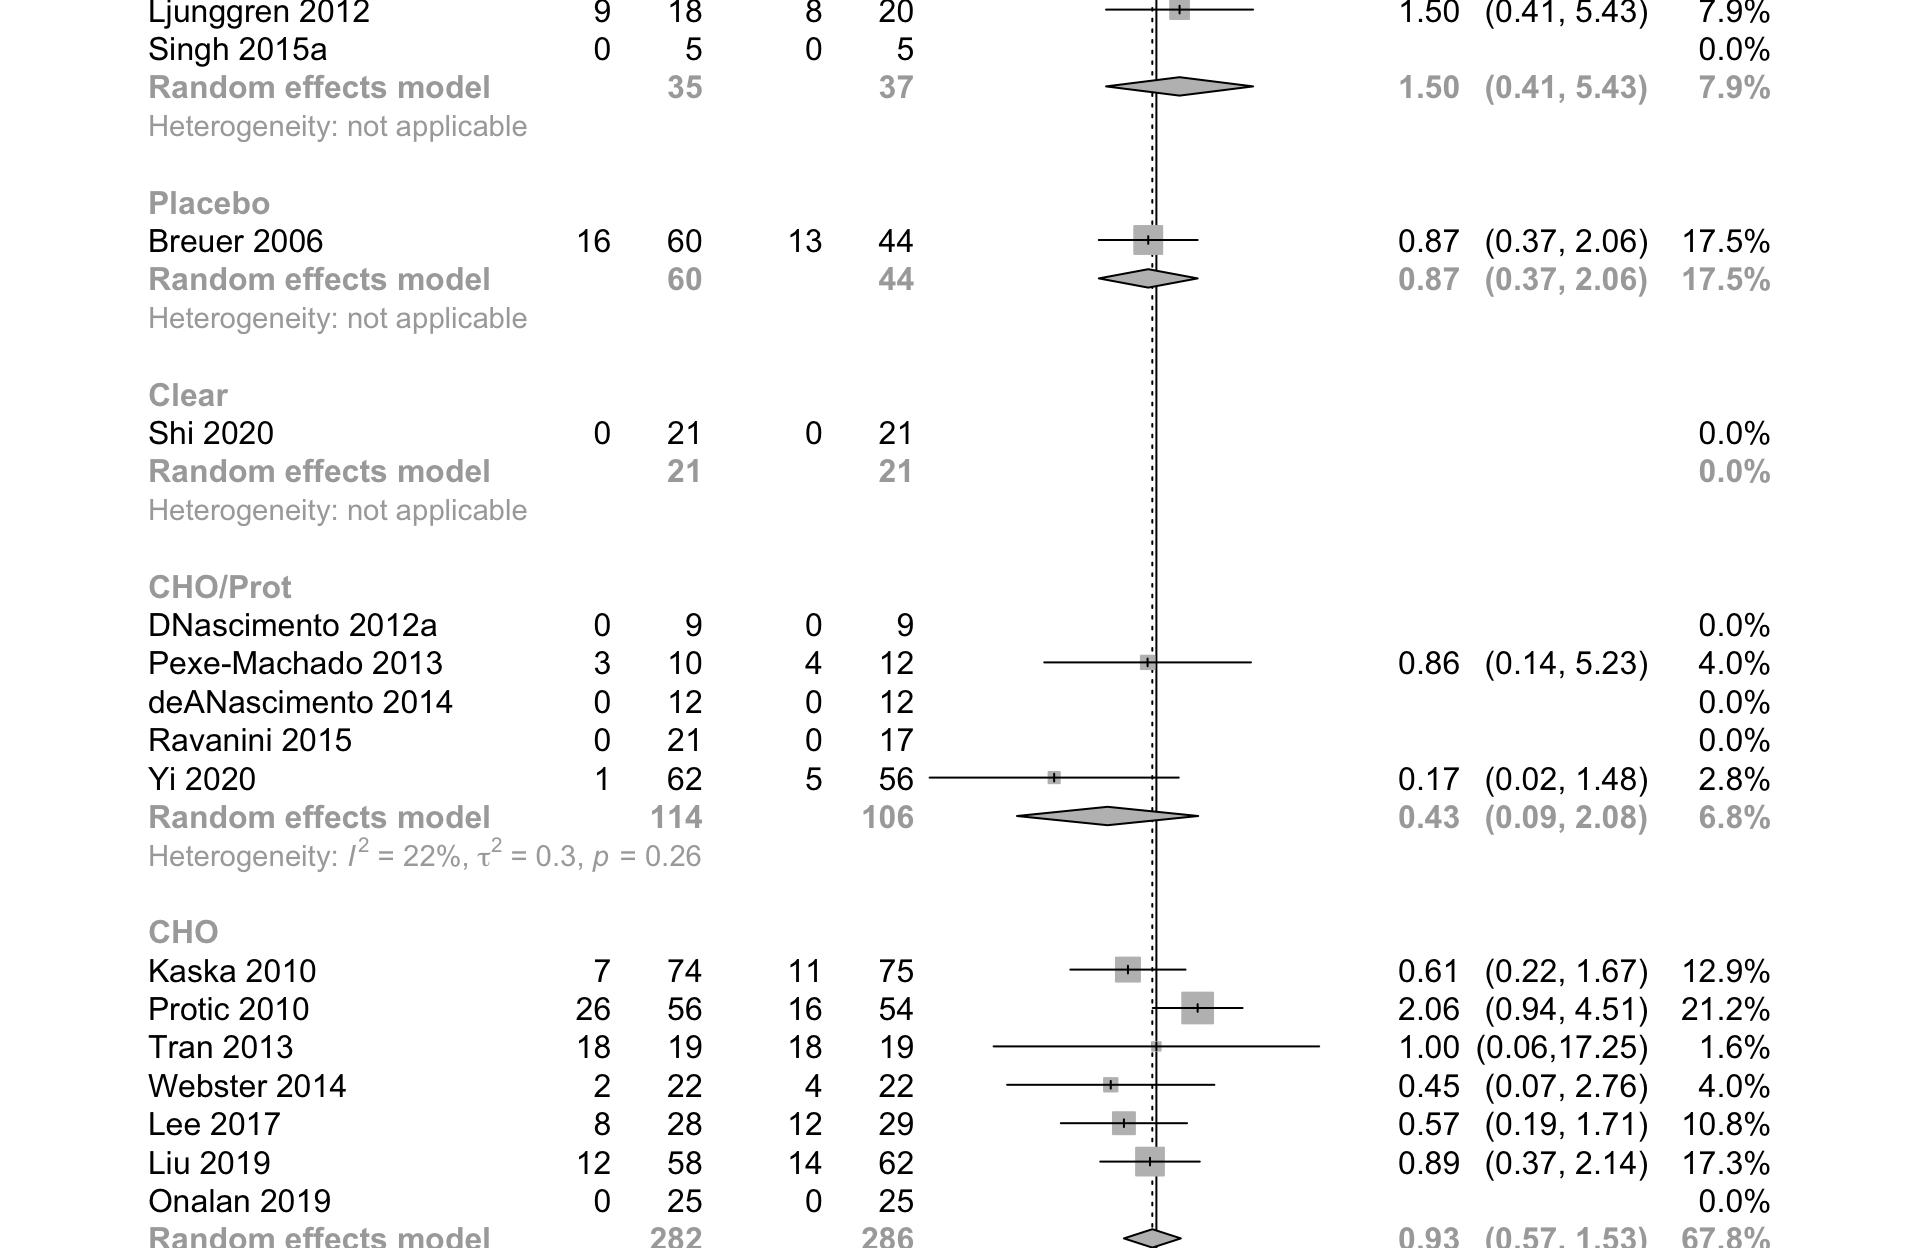 Ljunggren 2012 9 18 8 20 1.50 (0.41, 5.43) 7.9%
Singh 2015a 0 5 0 5 0.0%
Random effects model 35 37 1.50 (0.41, 5.43) 7.9%
Heterogeneity: not applicable
Placebo
Breuer 2006 16 60 13 44 0.87 (0.37, 2.06) 17.5%
Random effects model 60 44 0.87 (0.37, 2.06) 17.5%
Heterogeneity: not applicable
Clear
Shi 2020 0 21 0 21 0.0%
Random effects model 21 21 0.0%
Heterogeneity: not applicable
CHO/Prot
DNascimento 2012a 0 9 0 9 0.0%
Pexe-Machado 2013 3 10 4 12 0.86 (0.14, 5.23) 4.0%
deANascimento 2014 0 12 0 12 0.0%
Ravanini 2015 0 21 0 17 0.0%
Yi 2020 1 62 5 56 0.17 (0.02, 1.48) 2.8%
Random effects model 114 106 0.43 (0.09, 2.08) 6.8%
Heterogeneity: I² = 22%, τ² = 0.3, p = 0.26
CHO
Kaska 2010 7 74 11 75 0.61 (0.22, 1.67) 12.9%
Protic 2010 26 56 16 54 2.06 (0.94, 4.51) 21.2%
Tran 2013 18 19 18 19 1.00 (0.06,17.25) 1.6%
Webster 2014 2 22 4 22 0.45 (0.07, 2.76) 4.0%
Lee 2017 8 28 12 29 0.57 (0.19, 1.71) 10.8%
Liu 2019 12 58 14 62 0.89 (0.37, 2.14) 17.3%
Onalan 2019 0 25 0 25 0.0%
Random effects model 282 286 0.93 (0.57, 1.53) 67.8%